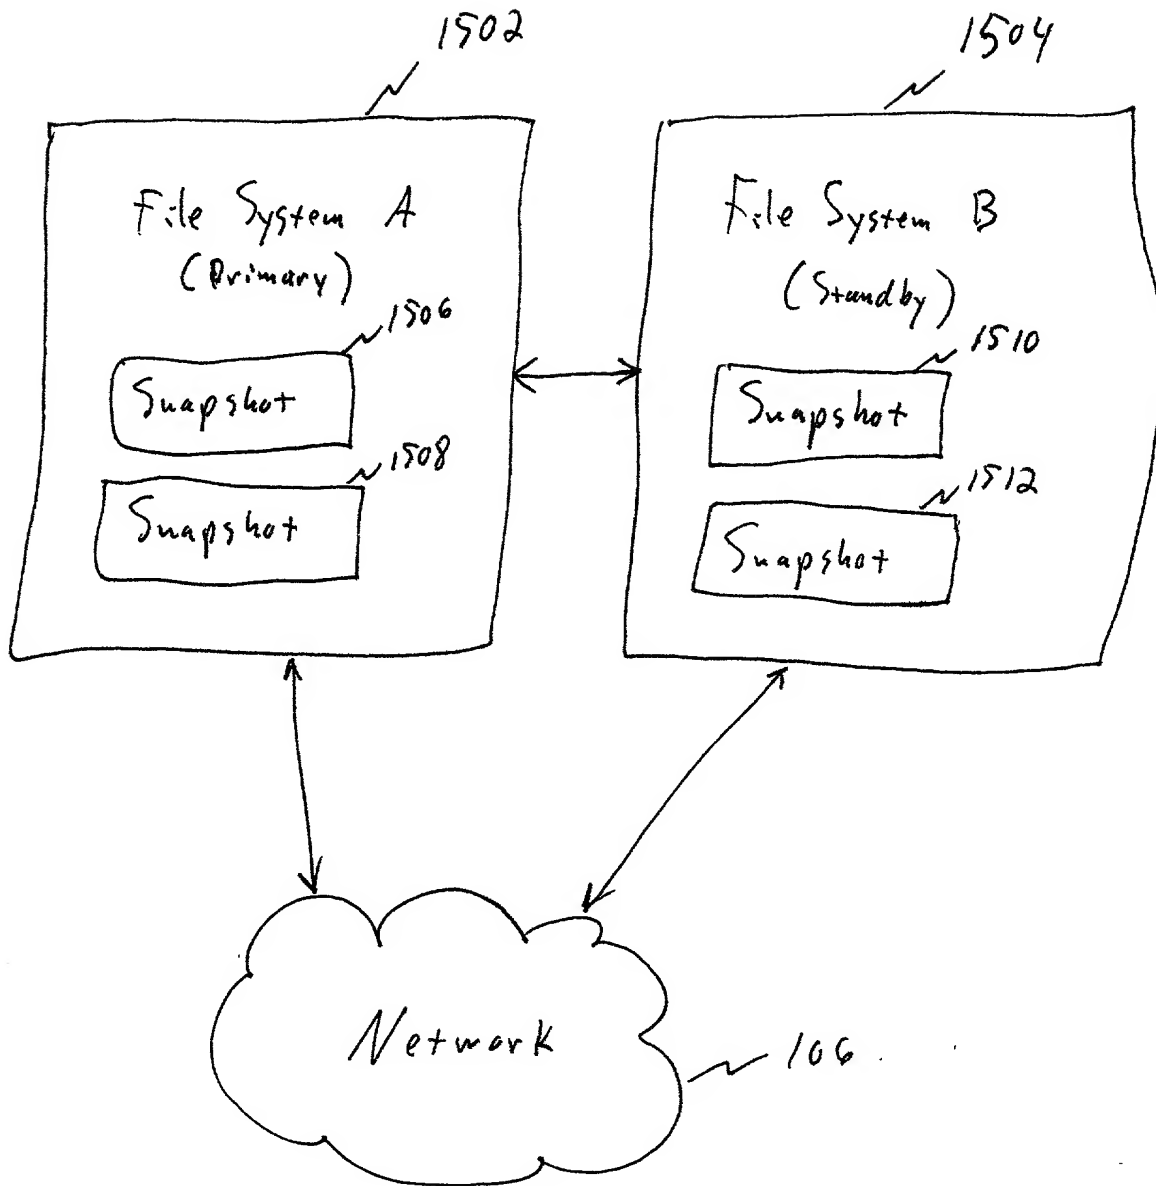 1502
1504
File System A
(Primary)
1506
Snapshot
1508
Snapshot
File System B
(Standby)
1510
Snapshot
1512
Snapshot
Network
106